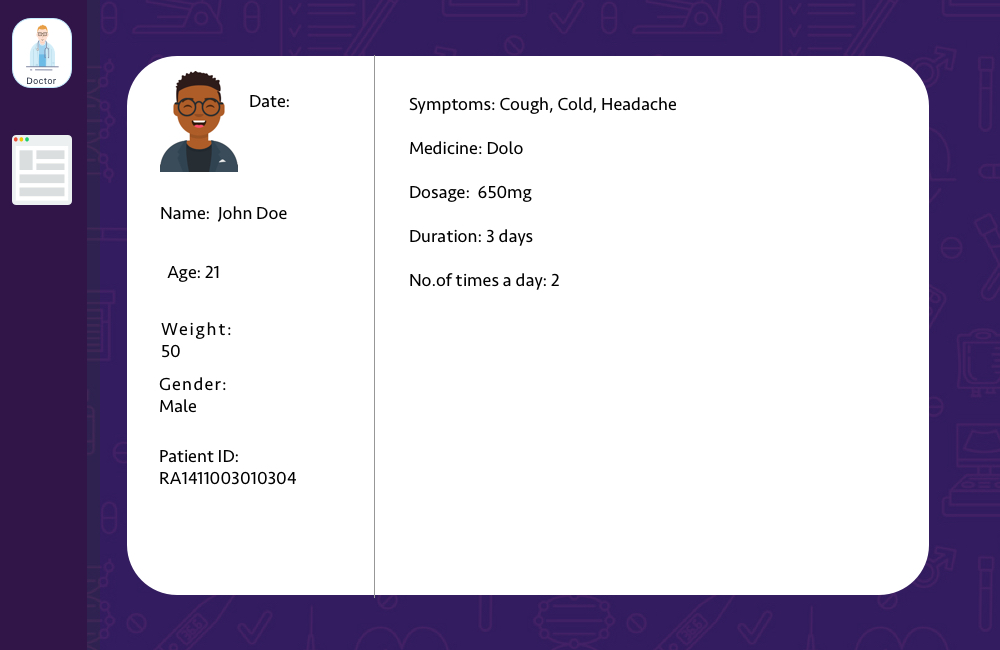 Doctor
Date:
Name:  John Doe
Age: 21
Weight:
50
Gender:
Male
Patient ID:
RA1411003010304
Symptoms: Cough, Cold, Headache
Medicine: Dolo
Dosage:  650mg
Duration: 3 days
No.of times a day: 2